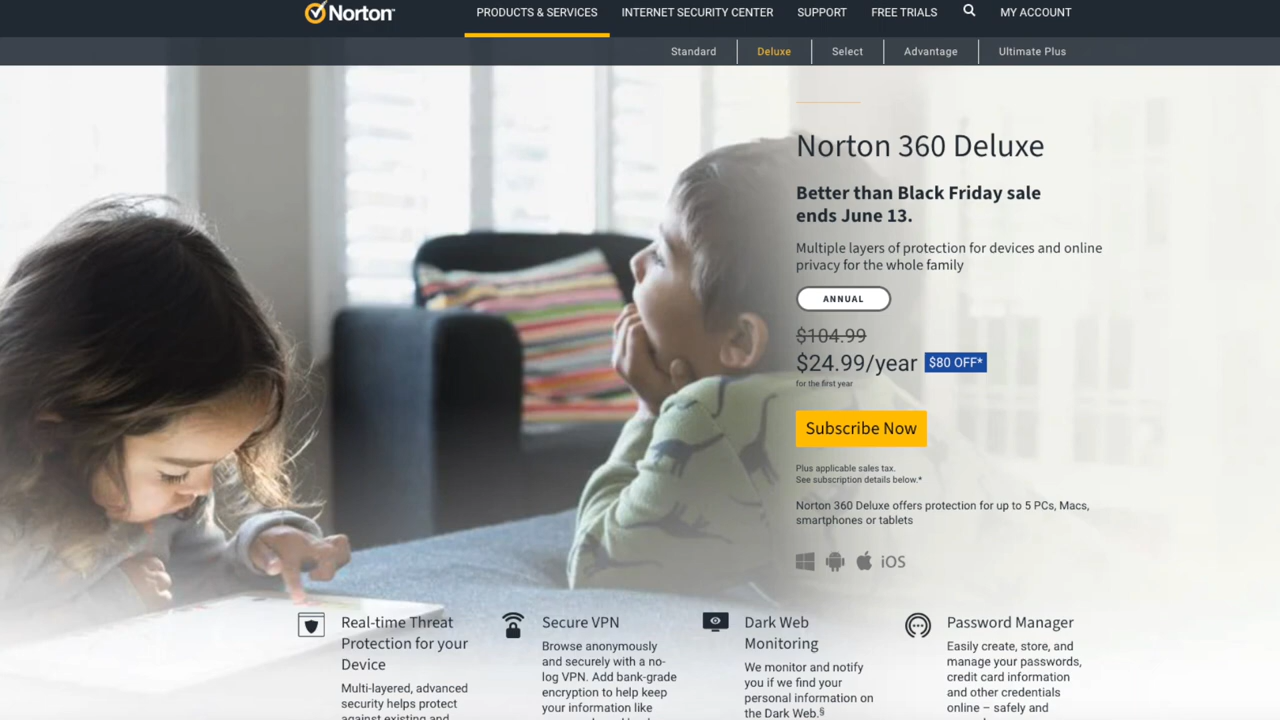 Norton
PRODUCTS & SERVICES INTERNET SECURITY CENTER SUPPORT FREE TRIALS MY ACCOUNT
Standard Deluxe Select Advantage Ultimate Plus
Norton 360 Deluxe
Better than Black Friday sale
ends June 13.
Multiple layers of protection for devices and online
privacy for the whole family
ANNUAL
$104.99
$24.99/year $80 OFF*
for the first year
Subscribe Now
Plus applicable sales tax.
See subscription details below.*
Norton 360 Deluxe offers protection for up to 5 PCs, Macs,
smartphones or tablets
iOS
Real-time Threat
Protection for your
Device
Multi-layered, advanced
security helps protect
against existing and
Secure VPN
Browse anonymously
and securely with a no-
log VPN. Add bank-grade
encryption to help keep
your information like
Dark Web
Monitoring
We monitor and notify
you if we find your
personal information on
the Dark Web.§
Password Manager
Easily create, store, and
manage your passwords,
credit card information
and other credentials
online – safely and